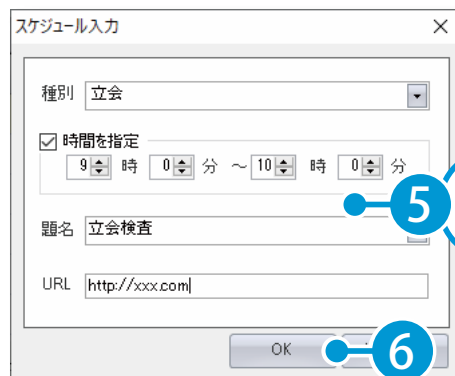 スケジュール入力
種別 立会
時間を指定
9 時 0 分 ～ 10 時 0 分
5
題名 立会検査
URL http://xxx.com
OK
6